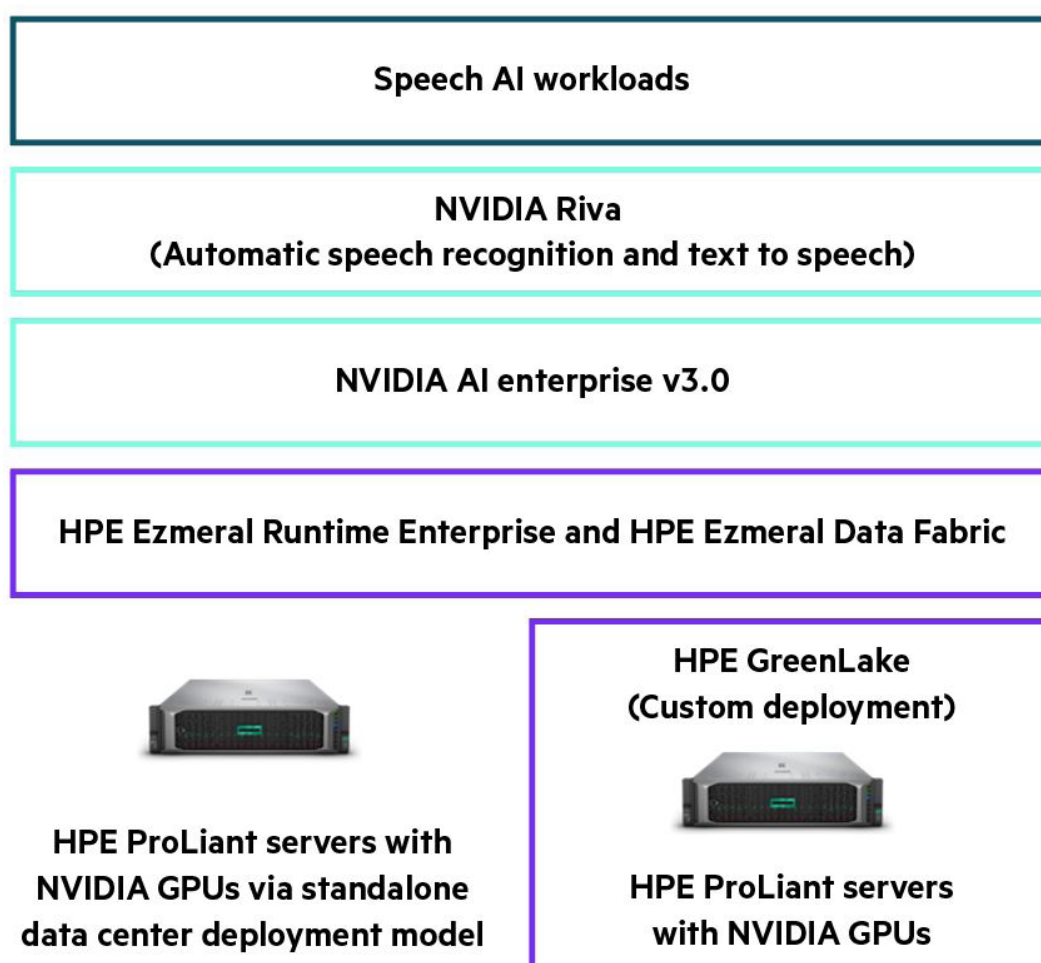 Speech AI workloads
NVIDIA Riva
(Automatic speech recognition and text to speech)
NVIDIA AI enterprise v3.0
HPE Ezmeral Runtime Enterprise and HPE Ezmeral Data Fabric
HPE ProLiant servers with
NVIDIA GPUs via standalone
data center deployment model
HPE GreenLake
(Custom deployment)
HPE ProLiant servers
with NVIDIA GPUs